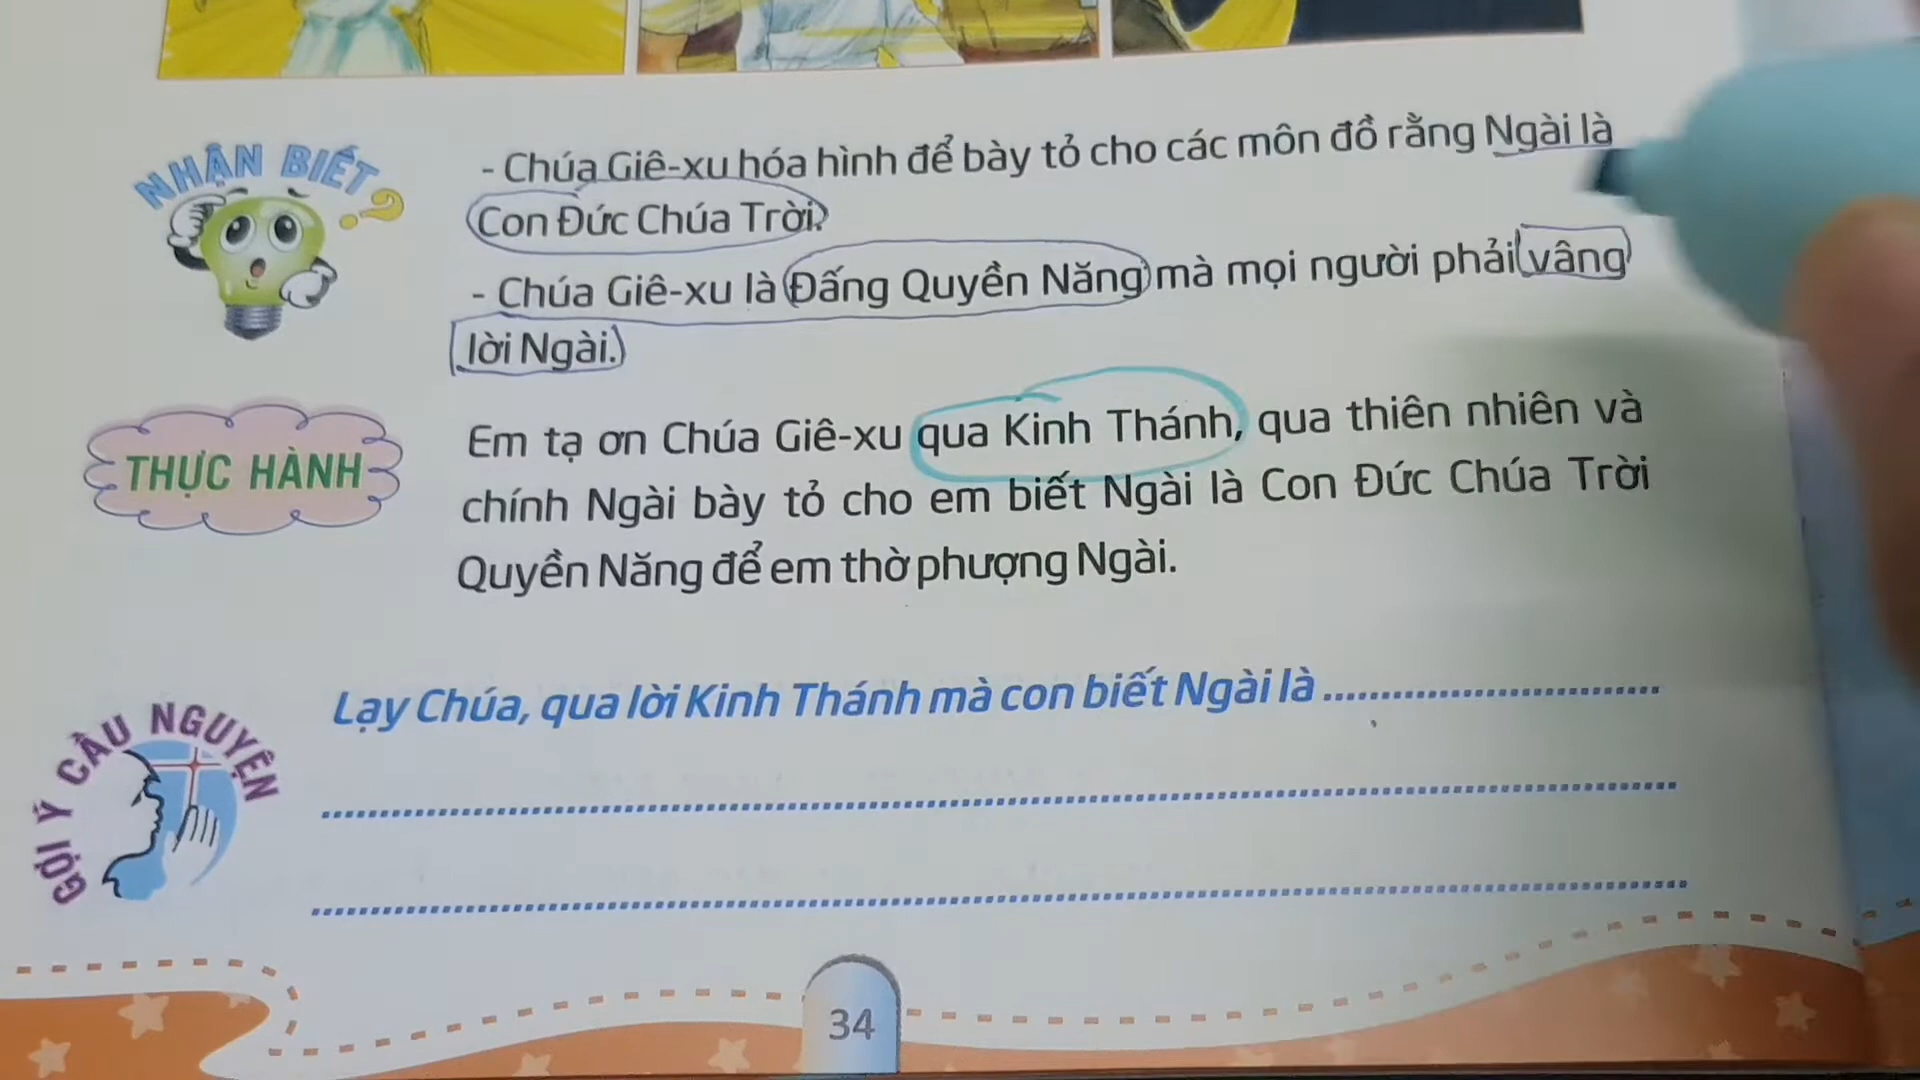 NHẬN BIẾT?
- Chúa Giê-xu hóa hình để bày tỏ cho các môn đồ rằng Ngài là
Con Đức Chúa Trời.
- Chúa Giê-xu là Đấng Quyền Năng mà mọi người phải vâng
lời Ngài.
THỰC HÀNH
Em tạ ơn Chúa Giê-xu qua Kinh Thánh, qua thiên nhiên và
chính Ngài bày tỏ cho em biết Ngài là Con Đức Chúa Trời
Quyền Năng để em thờ phượng Ngài.
GỢI Ý CẦU NGUYỆN
Lạy Chúa, qua lời Kinh Thánh mà con biết Ngài là ..............................
34